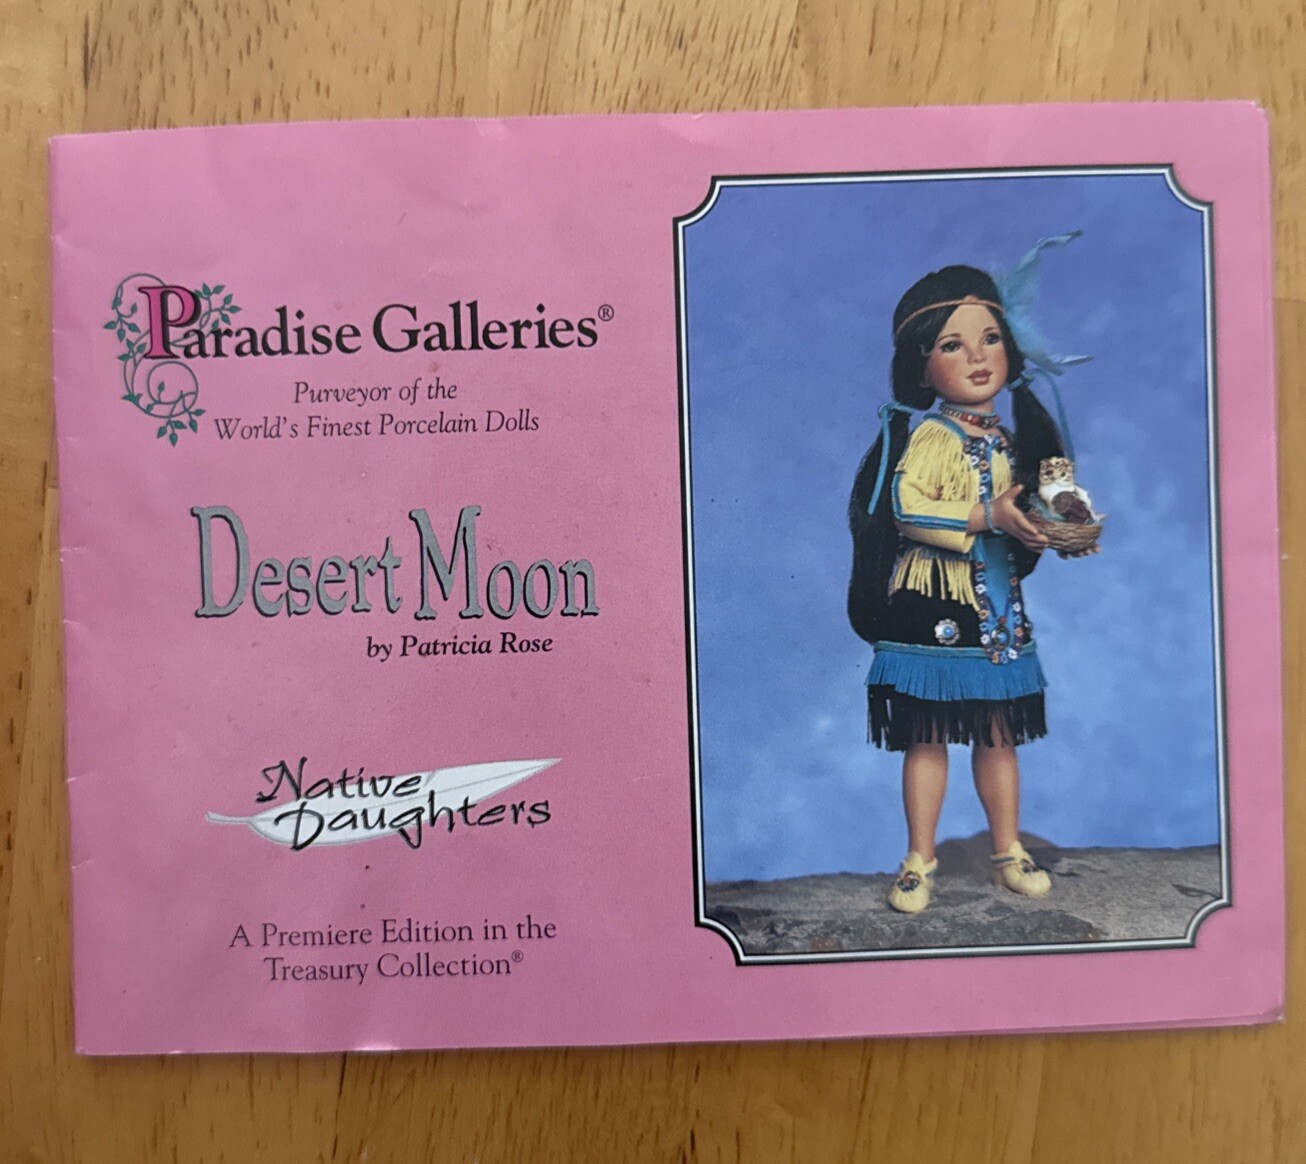 Paradise Galleries®
Purveyor of the
World's Finest Porcelain Dolls
Desert Moon
by Patricia Rose
Native
Daughters
A Premiere Edition in the
Treasury Collection®